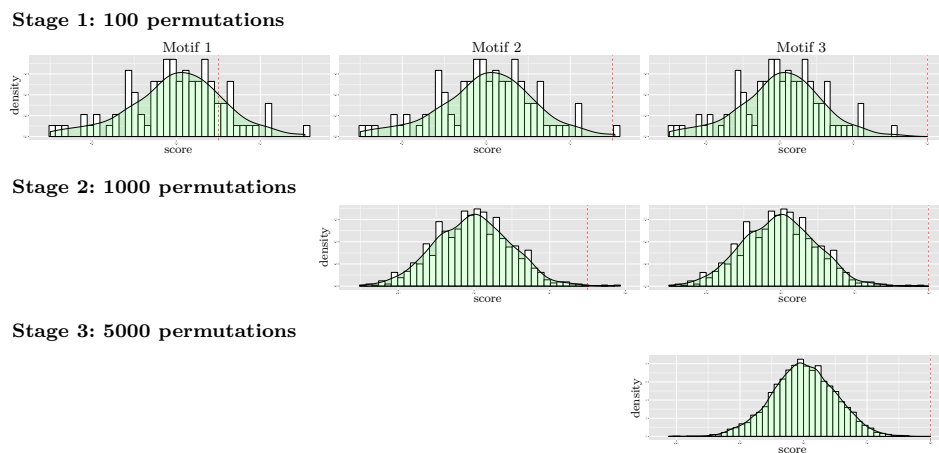 Stage 1: 100 permutations
Motif 1
Motif 2
Motif 3
density
score
score
score
Stage 2: 1000 permutations
density
score
score
Stage 3: 5000 permutations
density
score